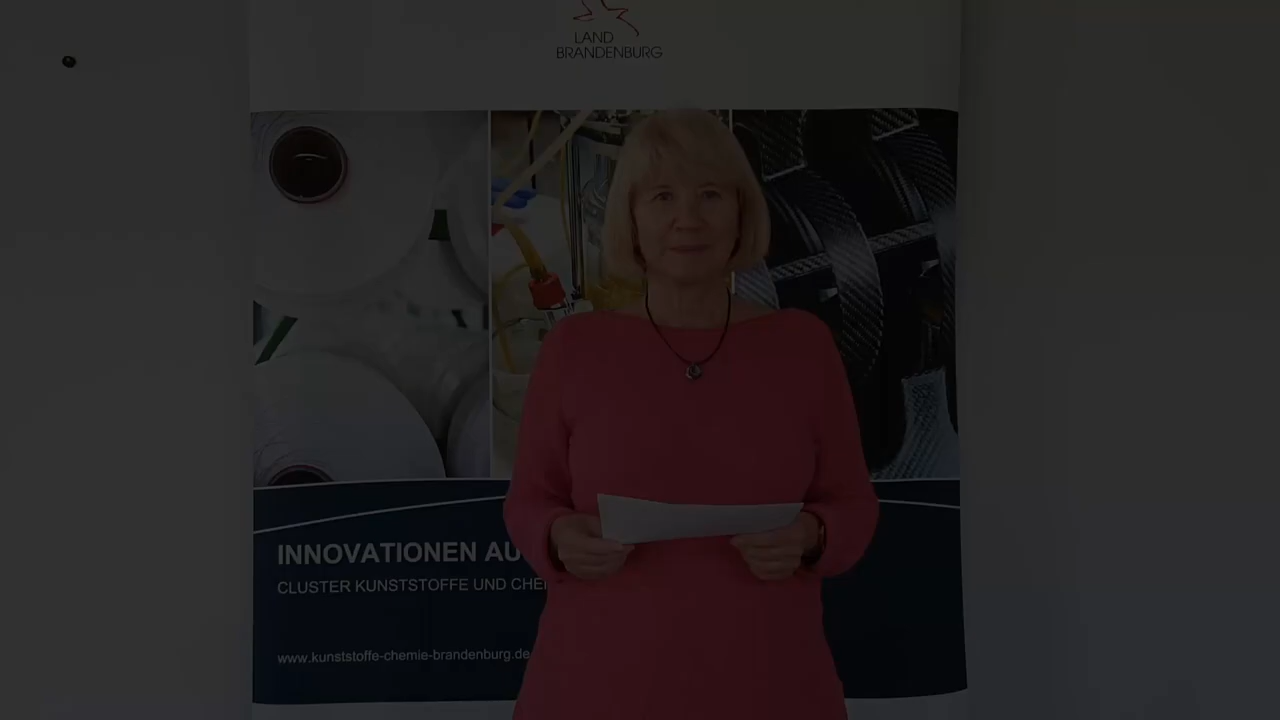 LAND
BRANDENBURG
INNOVATIONEN AU
CLUSTER KUNSTSTOFFE UND CHE
www.kunststoffe-chemie-brandenburg.de